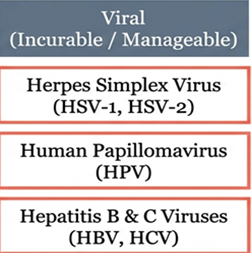 Viral
(Incurable / Manageable)
Herpes Simplex Virus
(HSV-1, HSV-2)
Human Papillomavirus
(HPV)
Hepatitis B & C Viruses
(HBV, HCV)